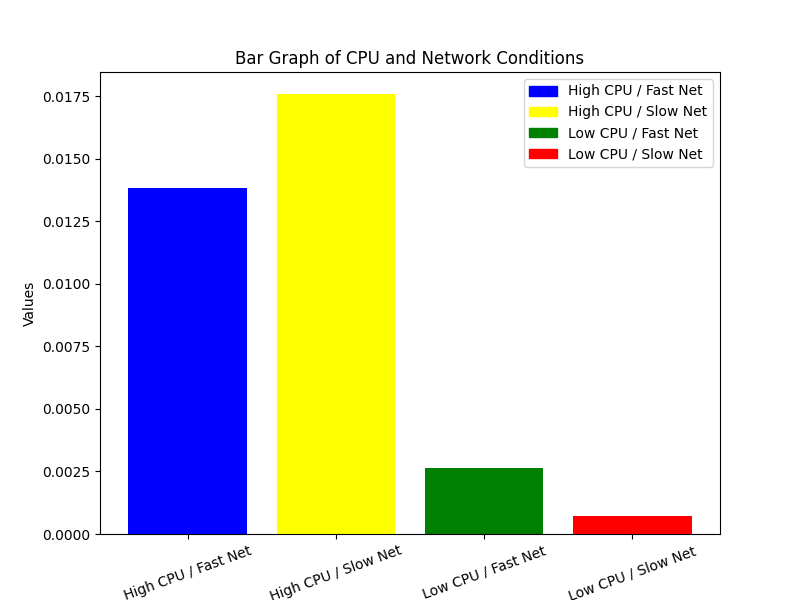 Bar Graph of CPU and Network Conditions
High CPU / Fast Net
High CPU / Slow Net
Low CPU / Fast Net
Low CPU / Slow Net
Values
0.0175
0.0150
0.0125
0.0100
0.0075
0.0050
0.0025
0.0000
High CPU / Fast Net
High CPU / Slow Net
Low CPU / Fast Net
Low CPU / Slow Net